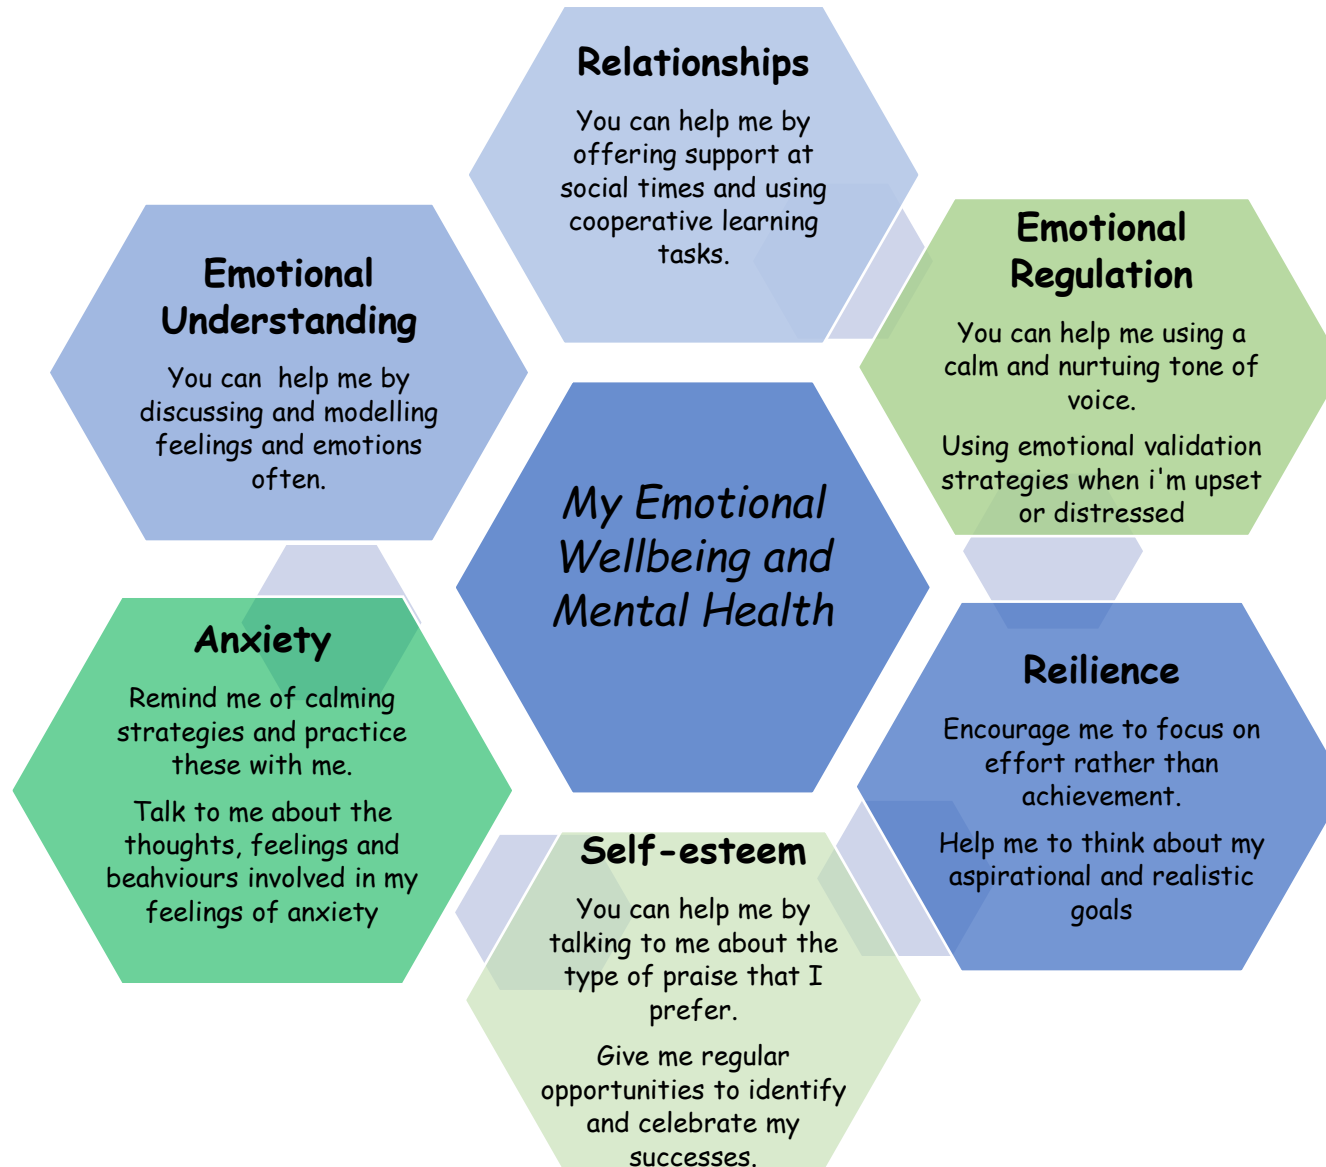 Relationships
You can help me by
offering support at
social times and using
cooperative learning
tasks.
Emotional
Regulation
You can help me using a
calm and nurtuing tone of
voice.
Using emotional validation
strategies when i'm upset
or distressed
Emotional
Understanding
You can help me by
discussing and modelling
feelings and emotions
often.
My Emotional
Wellbeing and
Mental Health
Anxiety
Remind me of calming
strategies and practice
these with me.
Talk to me about the
thoughts, feelings and
beahviours involved in my
feelings of anxiety
Reilience
Encourage me to focus on
effort rather than
achievement.
Help me to think about my
aspirational and realistic
goals
Self-esteem
You can help me by
talking to me about the
type of praise that I
prefer.
Give me regular
opportunities to identify
and celebrate my
successes.